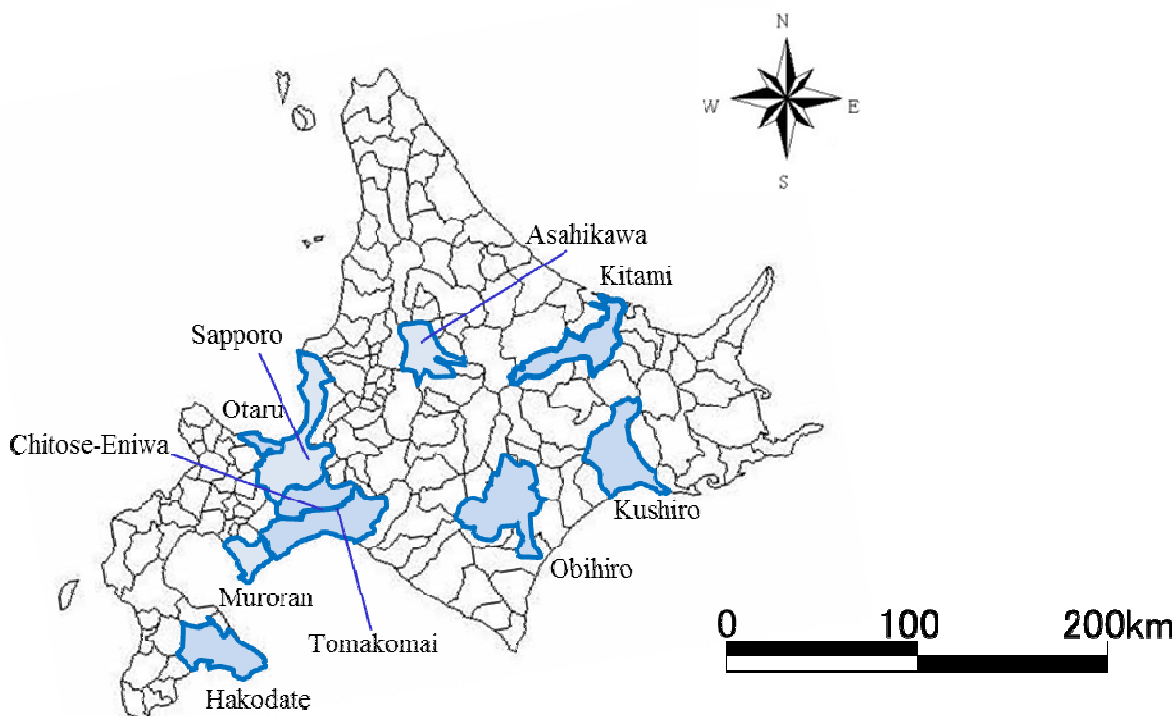 N
W E
S
Asahikawa
Kitami
Sapporo
Otaru
Chitose-Eniwa
Kushiro
Obihiro
Muroran
Tomakomai
Hakodate
0 100 200km